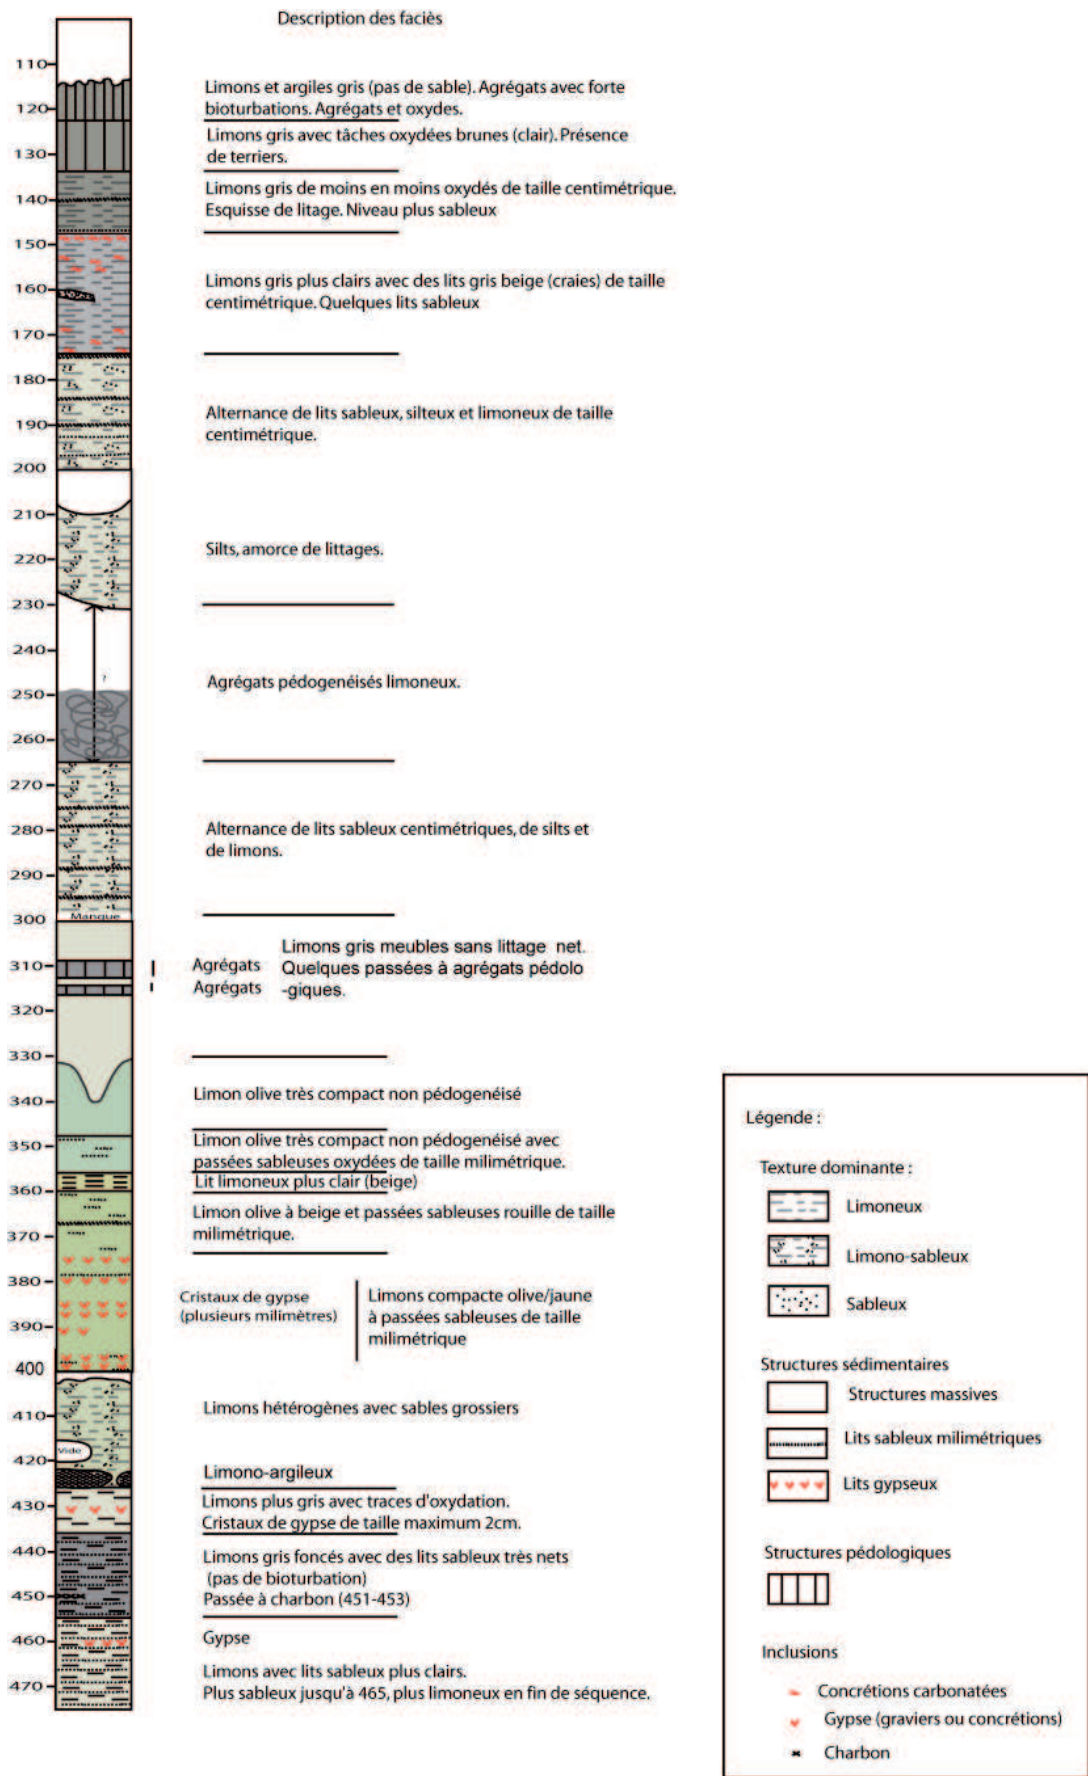 Description des faciès
110
Limons et argiles gris (pas de sable). Agrégats avec forte
bioturbations. Agrégats et oxydes.
120
Limons gris avec tâches oxydées brunes (clair). Présence
de terriers.
130
Limons gris de moins en moins oxydés de taille centimétrique.
Esquisse de litage. Niveau plus sableux
140
150
Limons gris plus clairs avec des lits gris beige (craies) de taille
centimétrique. Quelques lits sableux
160
170
180
Alternance de lits sableux, silteux et limoneux de taille
centimétrique.
190
200
210
Silts, amorce de littages.
220
230
240
?
Agrégats pédogenéisés limoneux.
250
260
270
Alternance de lits sableux centimétriques, de silts et
de limons.
280
290
Manque
300
Limons gris meubles sans littage net.
310
Agrégats
Quelques passées à agrégats pédolo
Agrégats
-giques.
320
330
Limon olive très compact non pédogenéisé
340
Limon olive très compact non pédogenéisé avec
passées sableuses oxydées de taille milimétrique.
350
Lit limoneux plus clair (beige)
360
Limon olive à beige et passées sableuses rouille de taille
milimétrique.
370
380
Cristaux de gypse
(plusieurs milimètres)
Limons compacte olive/jaune
à passées sableuses de taille
milimétrique
390
400
Limons hétérogènes avec sables grossiers
410
Vide
420
Limono-argileux
Limons plus gris avec traces d'oxydation.
Cristaux de gypse de taille maximum 2cm.
430
440
Limons gris foncés avec des lits sableux très nets
(pas de bioturbation)
Passée à charbon (451-453)
450
Gypse
460
Limons avec lits sableux plus clairs.
Plus sableux jusqu'à 465, plus limoneux en fin de séquence.
470
Légende :
Texture dominante :
Limoneux
Limono-sableux
Sableux
Structures sédimentaires
Structures massives
Lits sableux milimétriques
Lits gypseux
Structures pédologiques
Inclusions
Concrétions carbonatées
Gypse (graviers ou concrétions)
Charbon